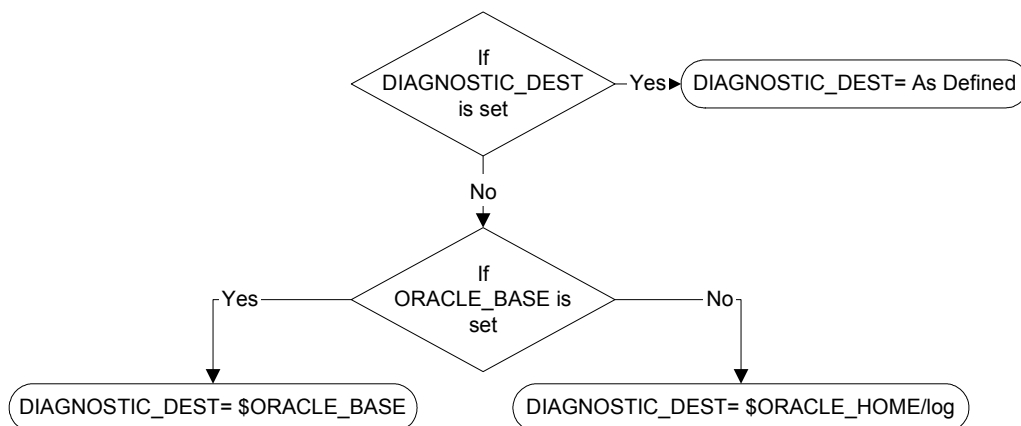 If
DIAGNOSTIC_DEST
is set
Yes
DIAGNOSTIC_DEST= As Defined
No
If
ORACLE_BASE is
set
Yes
No
DIAGNOSTIC_DEST= $ORACLE_BASE
DIAGNOSTIC_DEST= $ORACLE_HOME/log